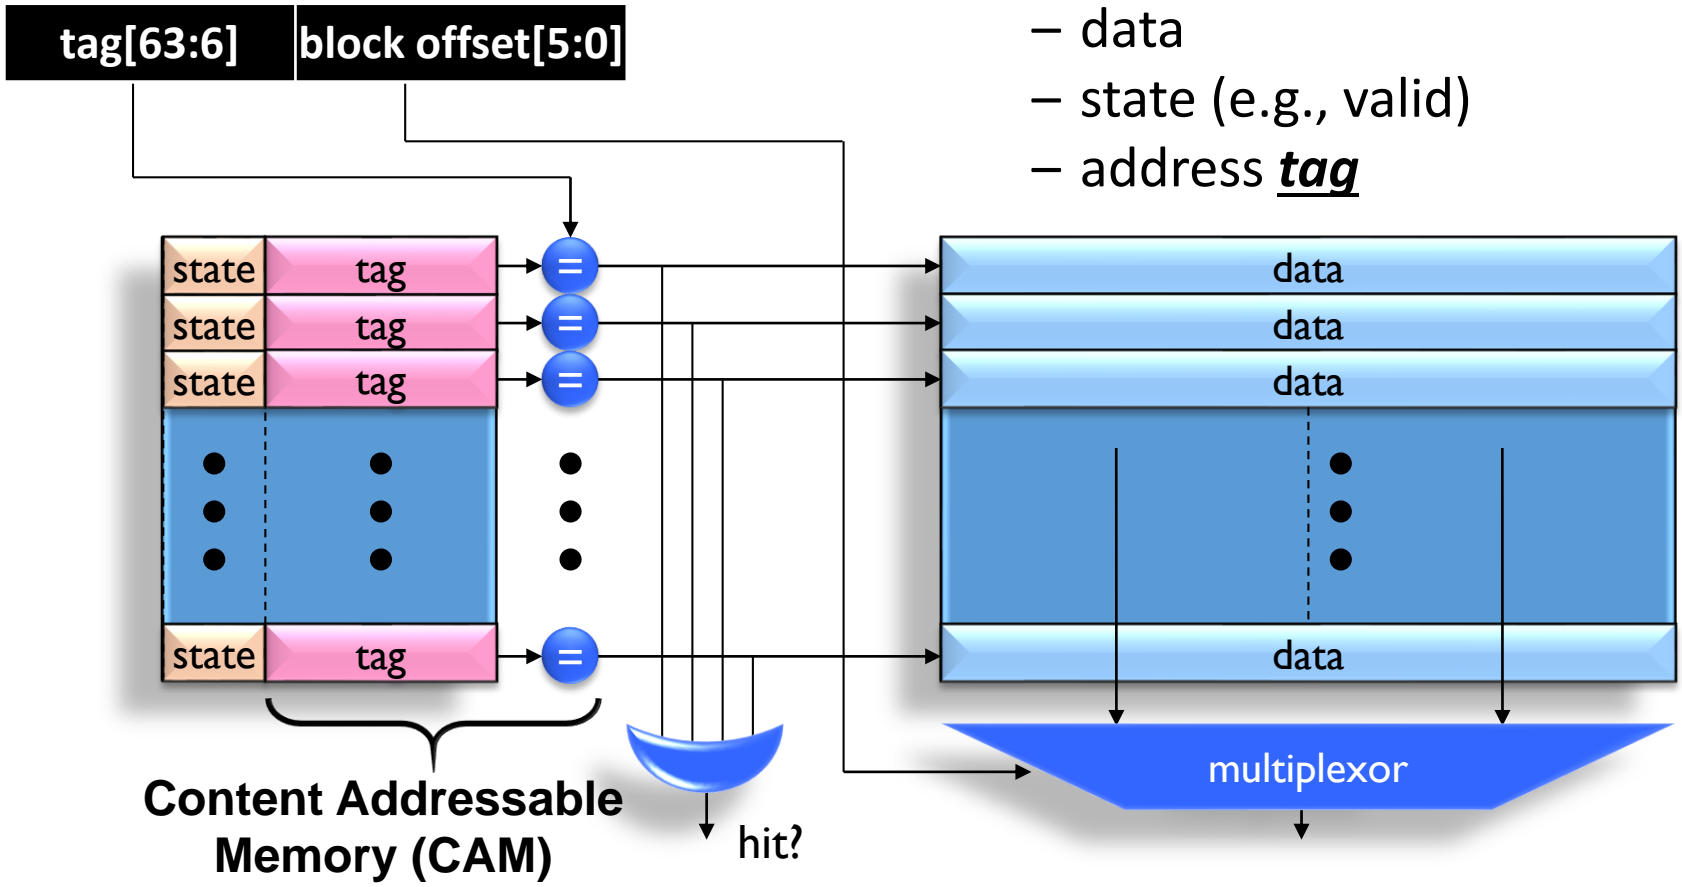 tag[63:6] block offset[5:0]
– data
– state (e.g., valid)
– address tag
state tag = data
state tag = data
state tag = data
state tag = data
multiplexor
Content Addressable
Memory (CAM)
hit?